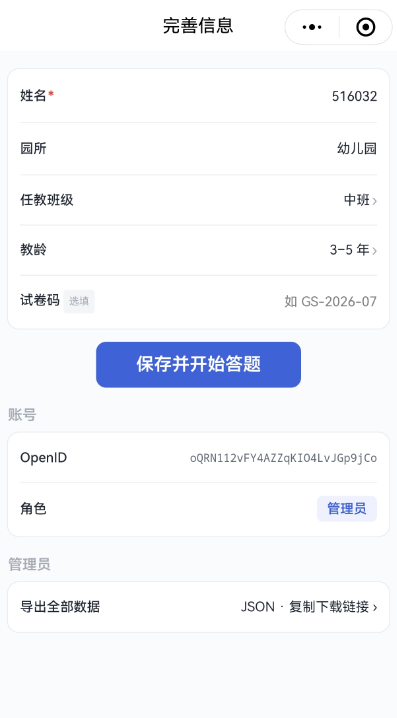 完善信息
姓名* 516032
园所 幼儿园
任教班级 中班 ›
教龄 3-5 年 ›
试卷码 选填 如 GS-2026-07
保存并开始答题
账号
OpenID oQRN112vFY4AZZqKIO4LvJGp9jCo
角色 管理员
管理员
导出全部数据 JSON · 复制下载链接 ›